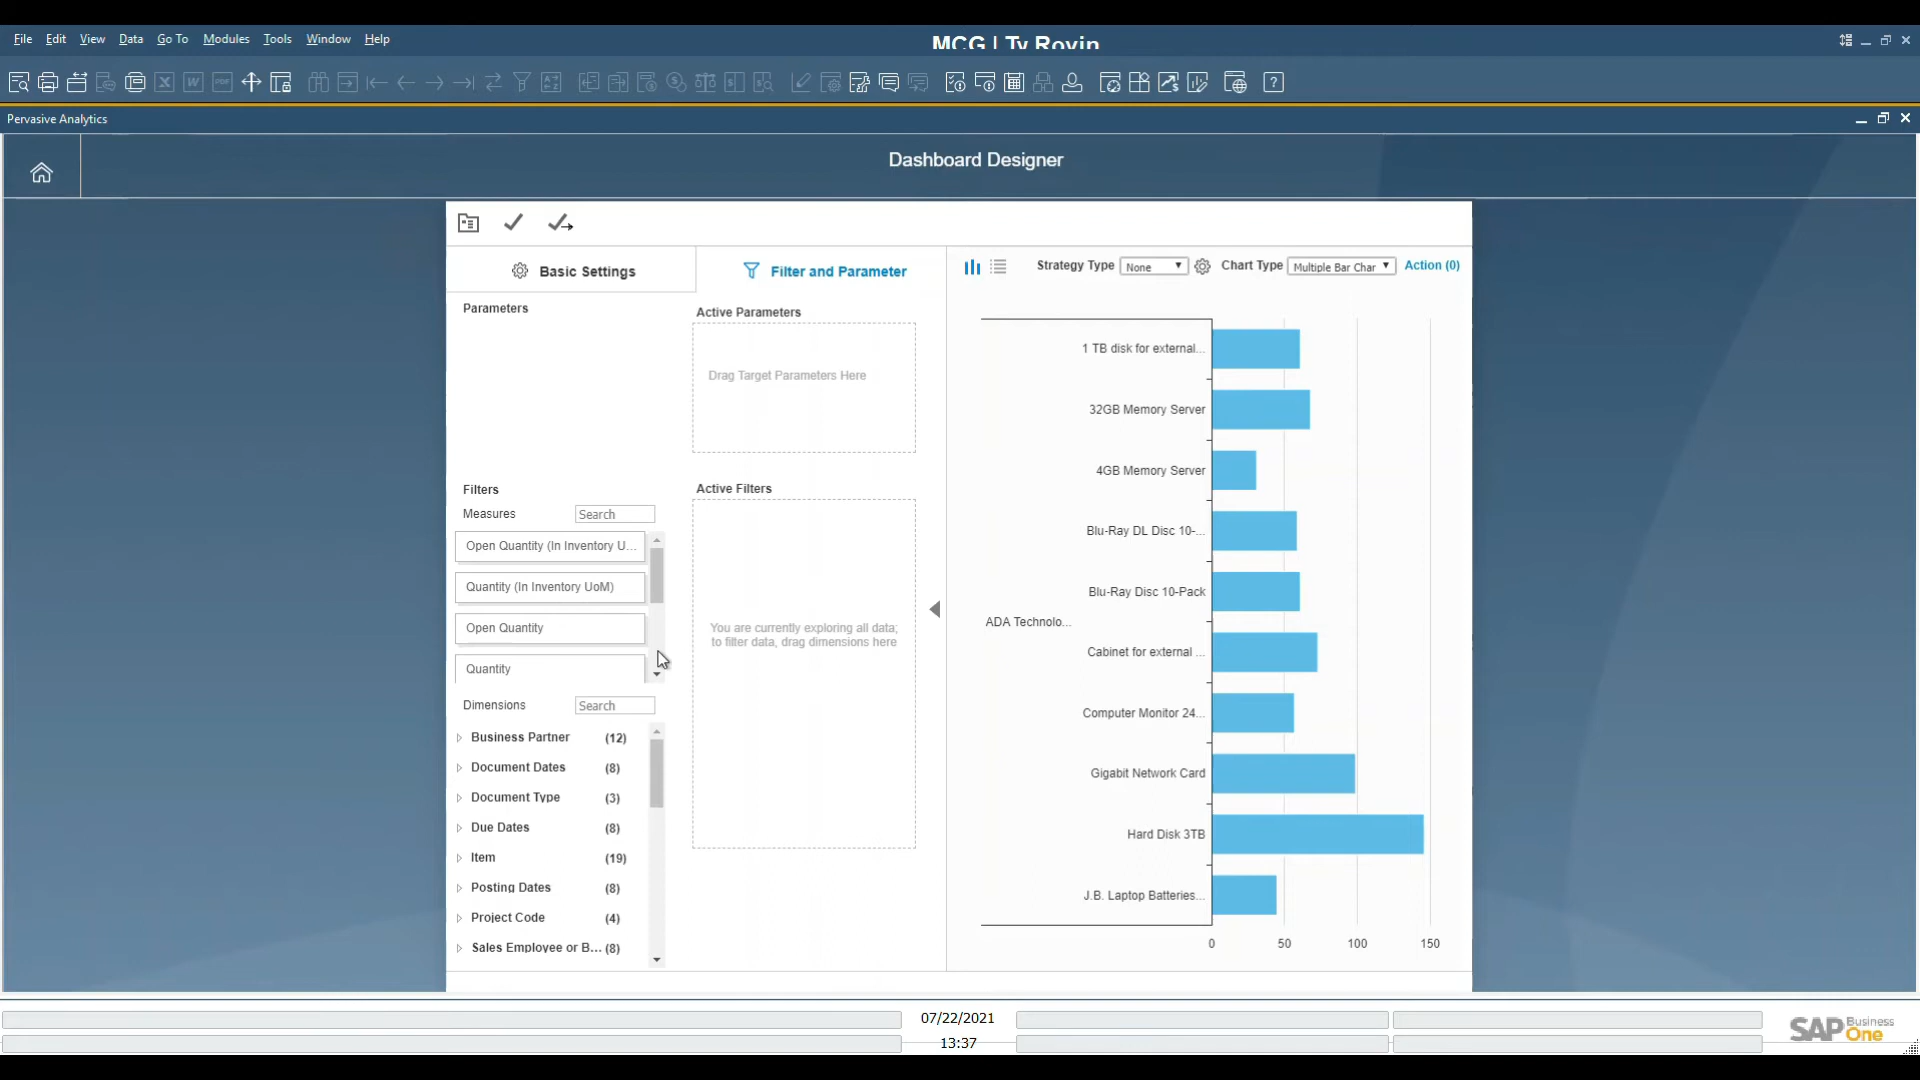 File Edit View Data Go To Modules Tools Window Help
MCG | Ty Rovin
Pervasive Analytics
Dashboard Designer
Basic Settings
Filter and Parameter
Strategy Type None Chart Type Multiple Bar Char Action (0)
Parameters
Active Parameters
Drag Target Parameters Here
Filters
Measures Search
Open Quantity (In Inventory U...
Quantity (In Inventory UoM)
Open Quantity
Quantity
Active Filters
You are currently exploring all data;
to filter data, drag dimensions here
Dimensions Search
Business Partner (12)
Document Dates (8)
Document Type (3)
Due Dates (8)
Item (19)
Posting Dates (8)
Project Code (4)
Sales Employee or B... (8)
1 TB disk for external...
32GB Memory Server
4GB Memory Server
Blu-Ray DL Disc 10-...
Blu-Ray Disc 10-Pack
ADA Technolo...
Cabinet for external ...
Computer Monitor 24...
Gigabit Network Card
Hard Disk 3TB
J.B. Laptop Batteries...
0 50 100 150
07/22/2021
13:37
SAP Business One